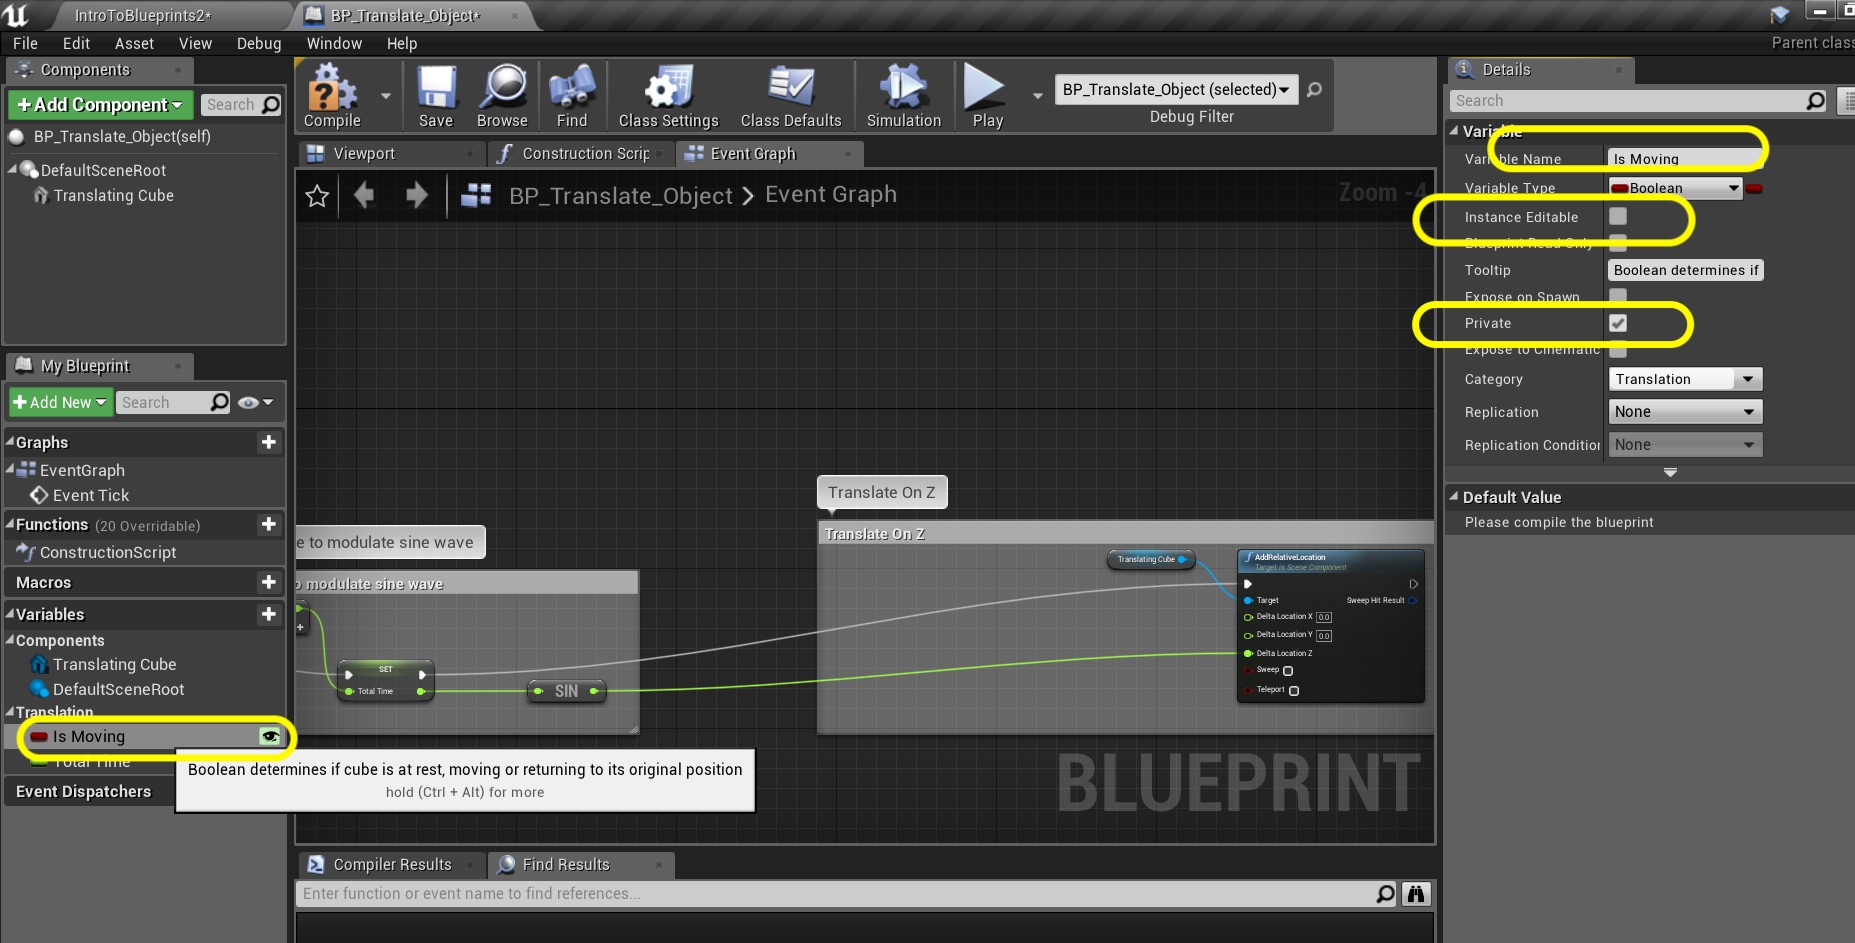 IntroToBlueprints2*
BP_Translate_Object*
File Edit Asset View Debug Window Help
Parent class
Components
+Add Component
Search
BP_Translate_Object(self)
DefaultSceneRoot
Translating Cube
My Blueprint
+Add New
Search
Graphs
EventGraph
Event Tick
Functions (20 Overridable)
ConstructionScript
Macros
Variables
Components
Translating Cube
DefaultSceneRoot
Translation
Is Moving
Total Time
Event Dispatchers
Compile
Save
Browse
Find
Class Settings
Class Defaults
Simulation
Play
BP_Translate_Object (selected)
Debug Filter
Viewport
Construction Scrip
Event Graph
BP_Translate_Object > Event Graph
Zoom -4
e to modulate sine wave
o modulate sine wave
SET
Total Time
SIN
Translate On Z
Translate On Z
Translating Cube
AddRelativeLocation
Target is Scene Component
Target
Sweep Hit Result
Delta Location X 0.0
Delta Location Y 0.0
Delta Location Z
Sweep
Teleport
BLUEPRINT
Boolean determines if cube is at rest, moving or returning to its original position
hold (Ctrl + Alt) for more
Compiler Results
Find Results
Enter function or event name to find references...
Details
Search
Variable
Variable Name Is Moving
Variable Type Boolean
Instance Editable
Blueprint Read Only
Tooltip Boolean determines if
Expose on Spawn
Private
Expose to Cinematic
Category Translation
Replication None
Replication Condition None
Default Value
Please compile the blueprint